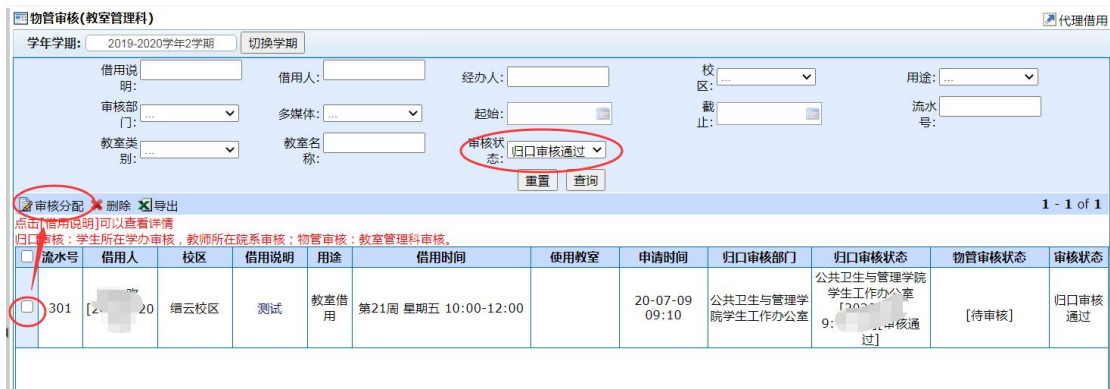 物管审核(教室管理科)
代理借用
学年学期: 2019-2020学年2学期 切换学期
借用说明: 借用人: 经办人: 校区: ... 用途: ...
审核部门: ... 多媒体: ... 起始: 截止: 流水号:
教室类别: ... 教室名称: 审核状态: 归口审核通过
重置 查询
审核分配 删除 导出 1 - 1 of 1
点击[借用说明]可以查看详情
归口审核：学生所在学办审核，教师所在院系审核；物管审核：教室管理科审核。
流水号 借用人 校区 借用说明 用途 借用时间 使用教室 申请时间 归口审核部门 归口审核状态 物管审核状态 审核状态
301 缙云校区 测试 教室借用 第21周 星期五 10:00-12:00 20-07-09 09:10 公共卫生与管理学院学生工作办公室 公共卫生与管理学院学生工作办公室 审核通过] [待审核] 归口审核通过